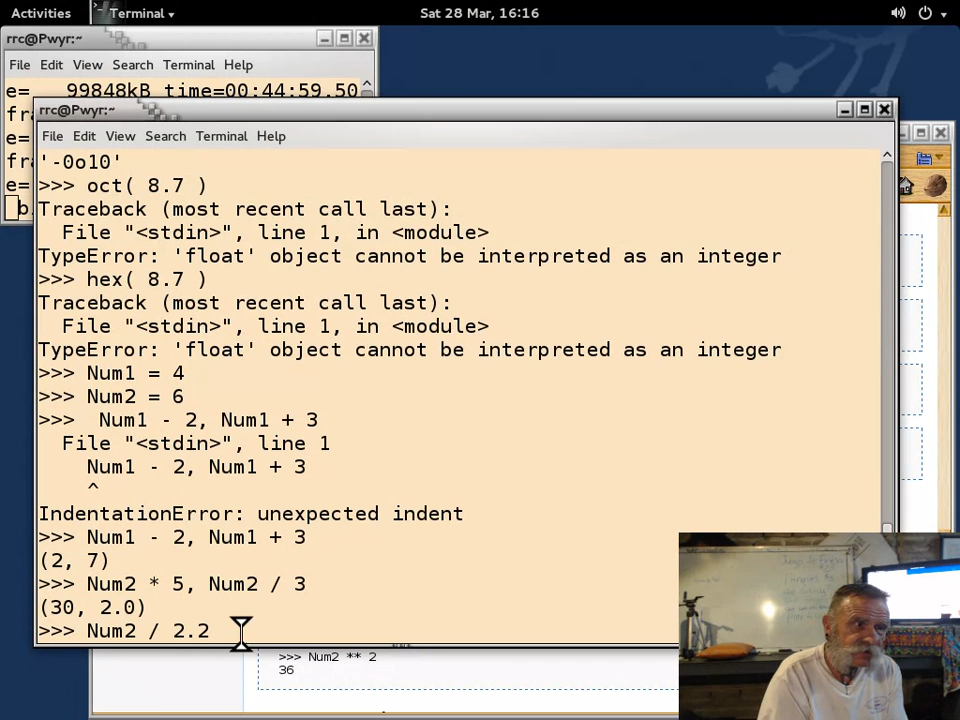 Activities
Terminal
Sat 28 Mar, 16:16
rrc@Pwyr:~
File Edit View Search Terminal Help
e= 99848kB time=00:44:59.50
fra
e=
fra
e=
b
rrc@Pwyr:~
File Edit View Search Terminal Help
'-0o10'
>>> oct( 8.7 )
Traceback (most recent call last):
  File "<stdin>", line 1, in <module>
TypeError: 'float' object cannot be interpreted as an integer
>>> hex( 8.7 )
Traceback (most recent call last):
  File "<stdin>", line 1, in <module>
TypeError: 'float' object cannot be interpreted as an integer
>>> Num1 = 4
>>> Num2 = 6
>>>  Num1 - 2, Num1 + 3
  File "<stdin>", line 1
    Num1 - 2, Num1 + 3
    ^
IndentationError: unexpected indent
>>> Num1 - 2, Num1 + 3
(2, 7)
>>> Num2 * 5, Num2 / 3
(30, 2.0)
>>> Num2 / 2.2
>>> Num2 ** 2
36